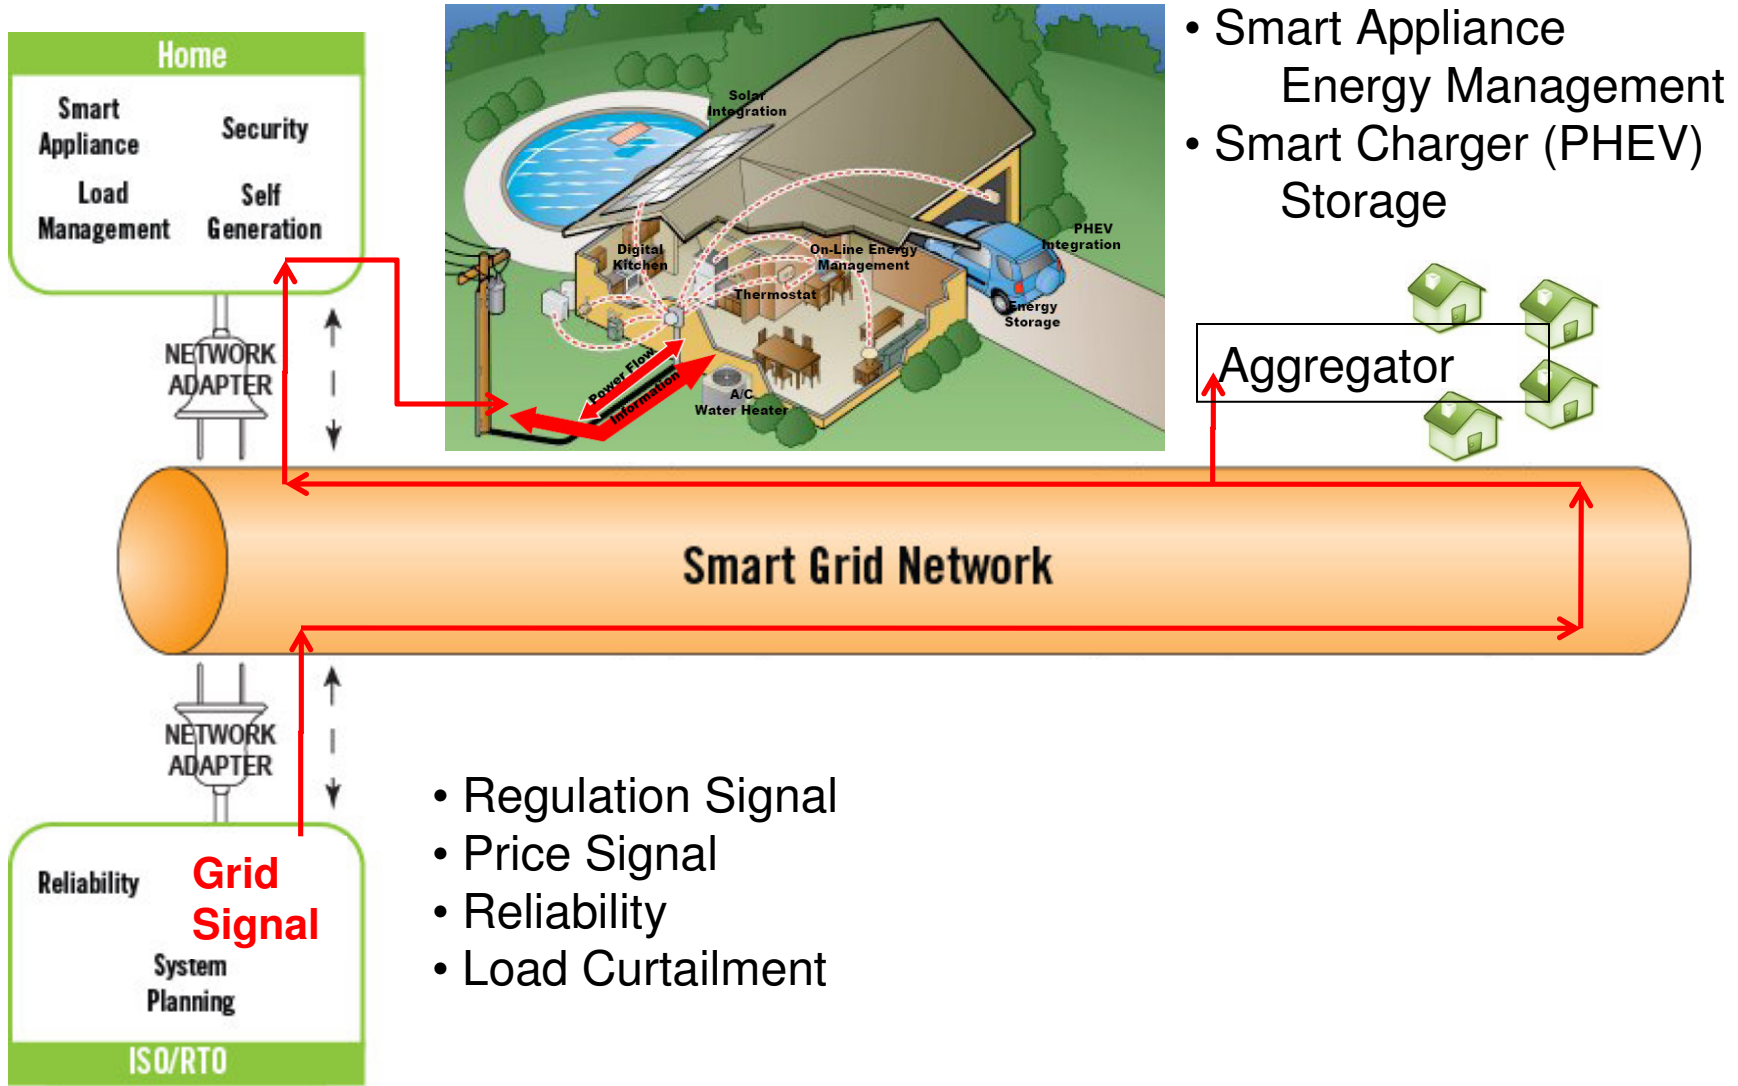 Home
Smart
Appliance
Security
Load
Management
Self
Generation
NETWORK
ADAPTER
Solar
Integration
Digital
Kitchen
On-Line Energy
Management
Thermostat
PHEV
Integration
Energy
Storage
Power Flow
Information
A/C
Water Heater
• Smart Appliance
Energy Management
• Smart Charger (PHEV)
Storage
Aggregator
Smart Grid Network
NETWORK
ADAPTER
Reliability
Grid
Signal
System
Planning
ISO/RTO
• Regulation Signal
• Price Signal
• Reliability
• Load Curtailment